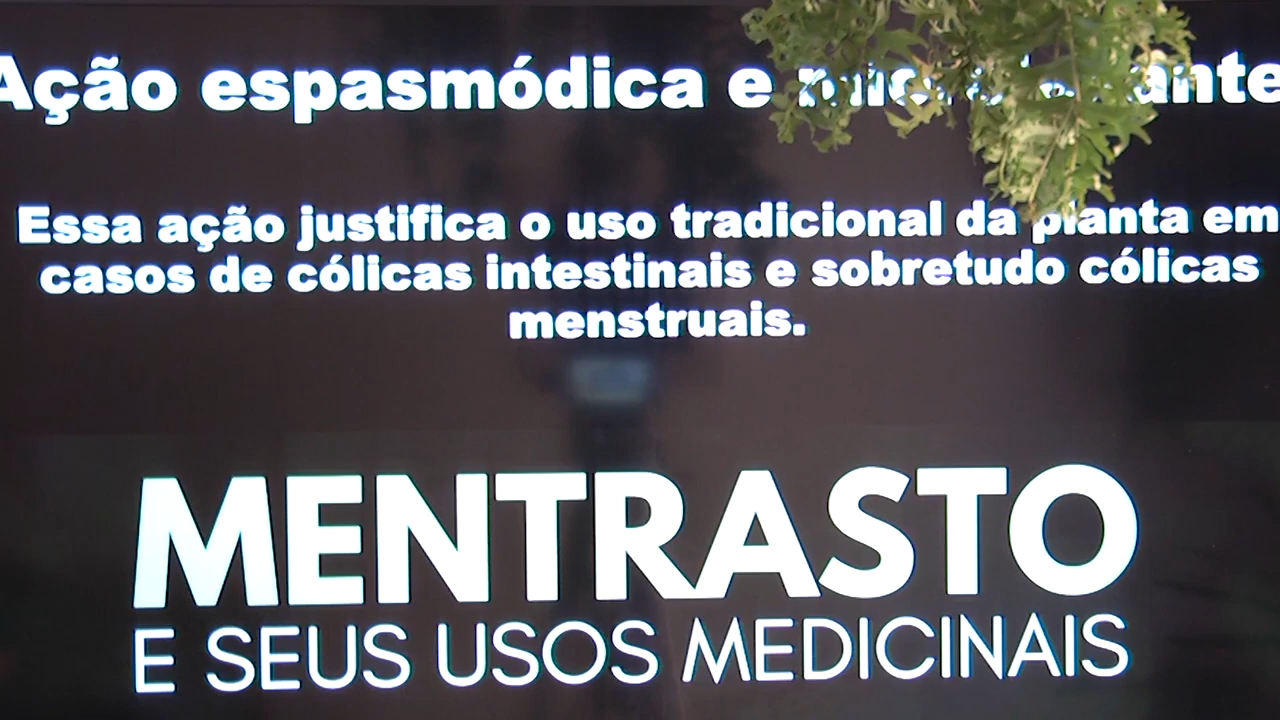 Ação espasmódica e
Essa ação justifica o uso tradicional da planta em
casos de cólicas intestinais e sobretudo cólicas
menstruais.
MENTRASTO
E SEUS USOS MEDICINAIS